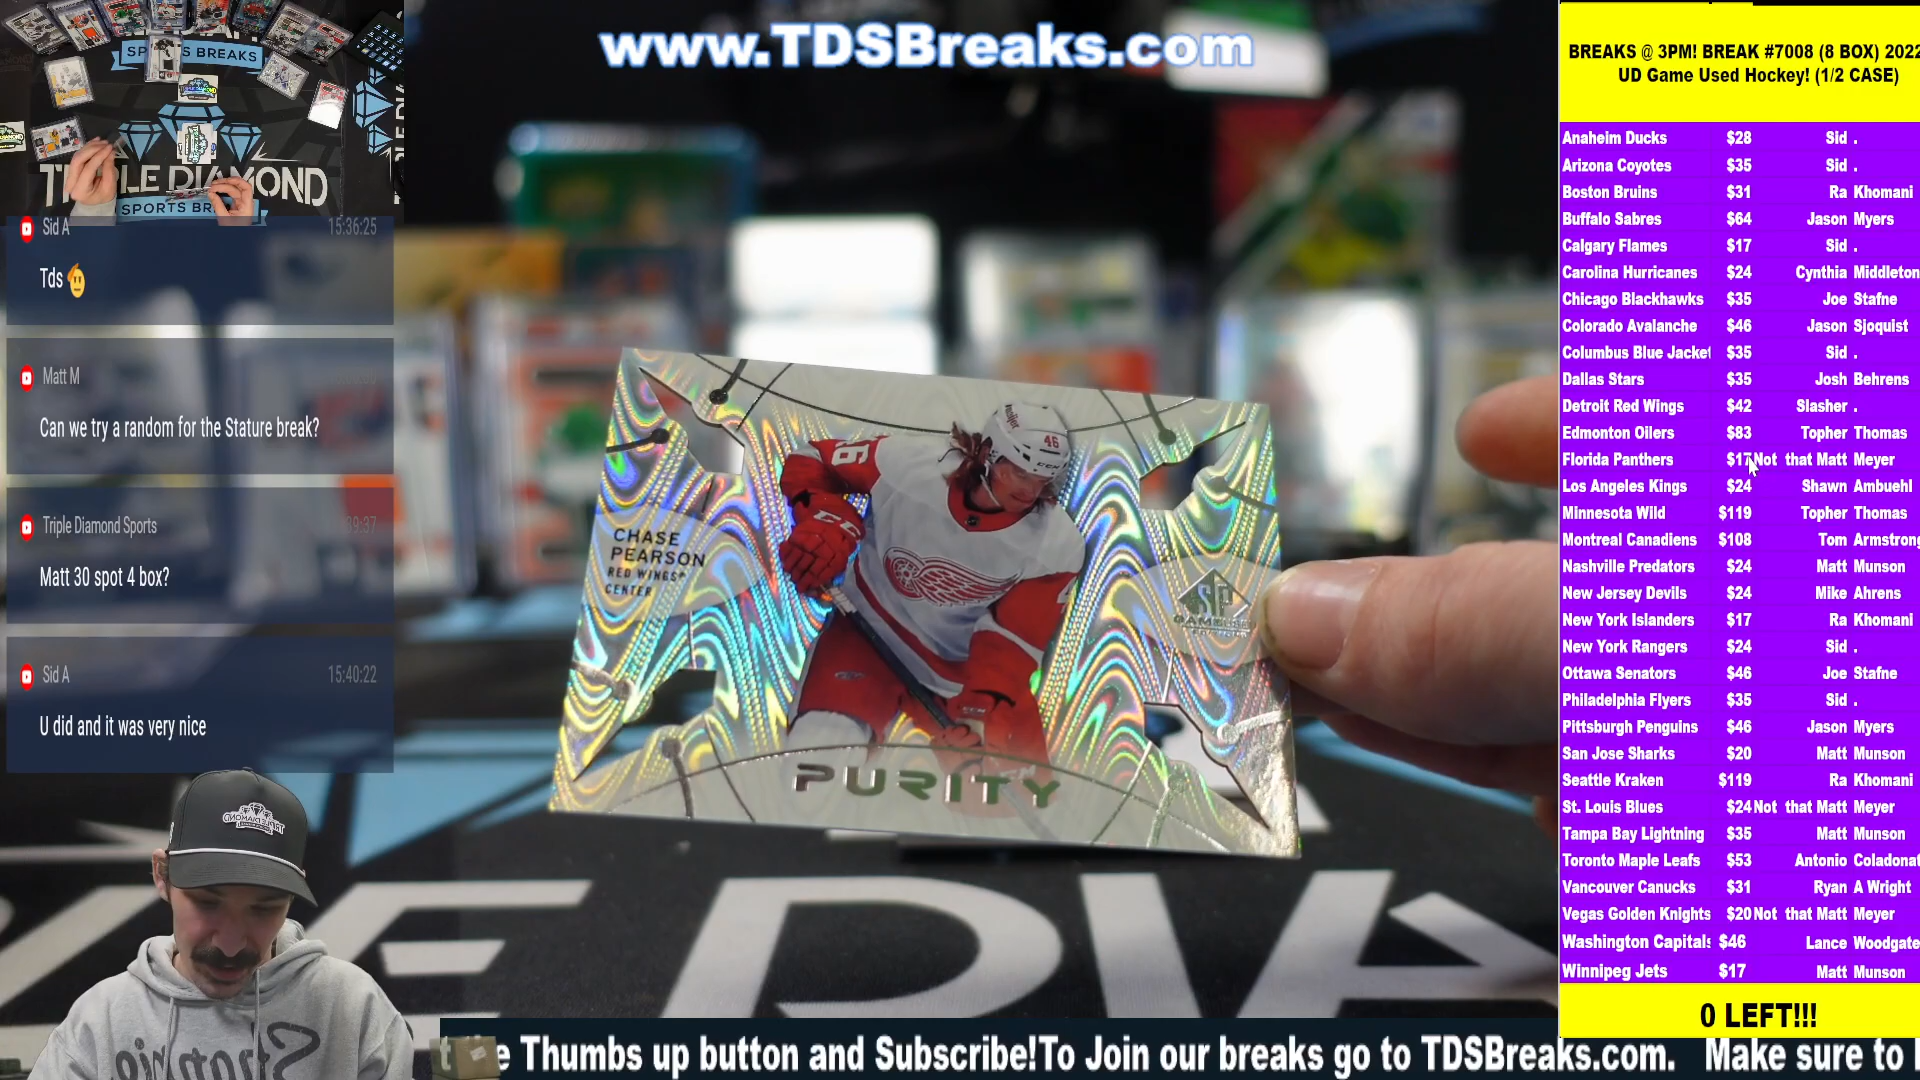 www.TDSBreaks.com
BREAKS @ 3PM! BREAK #7008 (8 BOX) 2022
UD Game Used Hockey! (1/2 CASE)
Anaheim Ducks $28 Sid .
Arizona Coyotes $35 Sid .
Boston Bruins $31 Ra Khomani
Buffalo Sabres $64 Jason Myers
Calgary Flames $17 Sid .
Carolina Hurricanes $24 Cynthia Middleton
Chicago Blackhawks $35 Joe Stafne
Colorado Avalanche $46 Jason Sjoquist
Columbus Blue Jacket $35 Sid .
Dallas Stars $35 Josh Behrens
Detroit Red Wings $42 Slasher .
Edmonton Oilers $83 Topher Thomas
Florida Panthers $17 Not that Matt Meyer
Los Angeles Kings $24 Shawn Ambuehl
Minnesota Wild $119 Topher Thomas
Montreal Canadiens $108 Tom Armstrong
Nashville Predators $24 Matt Munson
New Jersey Devils $24 Mike Ahrens
New York Islanders $17 Ra Khomani
New York Rangers $24 Sid .
Ottawa Senators $46 Joe Stafne
Philadelphia Flyers $35 Sid .
Pittsburgh Penguins $46 Jason Myers
San Jose Sharks $20 Matt Munson
Seattle Kraken $119 Ra Khomani
St. Louis Blues $24 Not that Matt Meyer
Tampa Bay Lightning $35 Matt Munson
Toronto Maple Leafs $53 Antonio Coladonat
Vancouver Canucks $31 Ryan A Wright
Vegas Golden Knights $20 Not that Matt Meyer
Washington Capitals $46 Lance Woodgate
Winnipeg Jets $17 Matt Munson
0 LEFT!!!
BREAKS
TRIPLE DIAMOND
SPORTS
Sid A 15:36:25
Tds
Matt M
Can we try a random for the Stature break?
Triple Diamond Sports
Matt 30 spot 4 box?
Sid A 15:40:22
U did and it was very nice
46
46
CCM
CHASE
PEARSON
RED WINGS
CENTER
SP
GAME USED
PURITY
Thumbs up button and Subscribe!To Join our breaks go to TDSBreaks.com. Make sure to